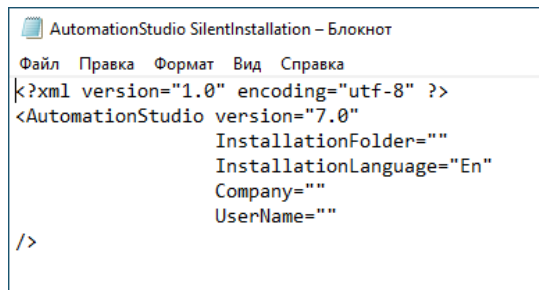 AutomationStudio SilentInstallation – Блокнот
Файл Правка Формат Вид Справка
<?xml version="1.0" encoding="utf-8" ?>
<AutomationStudio version="7.0"
InstallationFolder=""
InstallationLanguage="En"
Company=""
UserName=""
/>